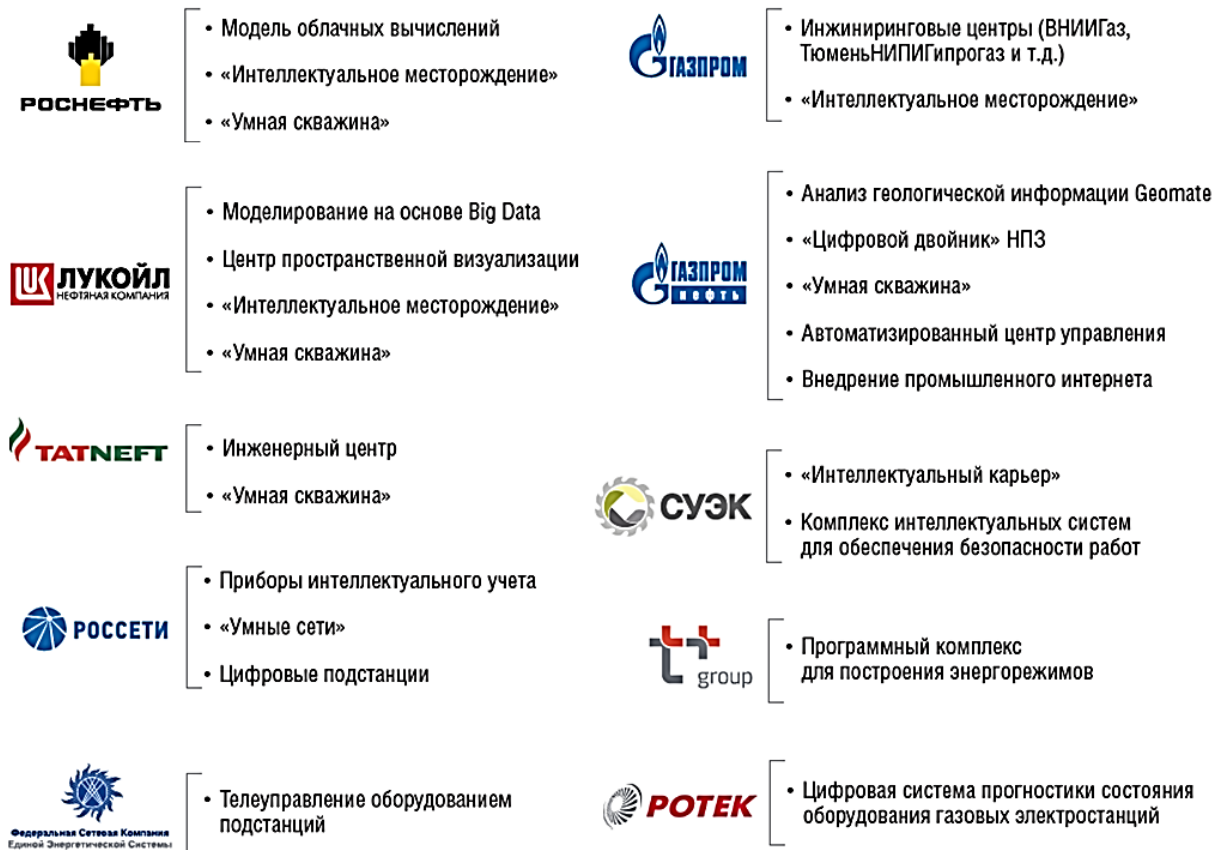 РОСНЕФТЬ
• Модель облачных вычислений
• «Интеллектуальное месторождение»
• «Умная скважина»
ЛУКОЙЛ
НЕФТЯНАЯ КОМПАНИЯ
• Моделирование на основе Big Data
• Центр пространственной визуализации
• «Интеллектуальное месторождение»
• «Умная скважина»
TATNEFT
• Инженерный центр
• «Умная скважина»
РОССЕТИ
• Приборы интеллектуального учета
• «Умные сети»
• Цифровые подстанции
Федеральная Сетевая Компания
Единой Энергетической Системы
• Телеуправление оборудованием
подстанций
ГАЗПРОМ
• Инжиниринговые центры (ВНИИГаз,
ТюменьНИПИГипрогаз и т.д.)
• «Интеллектуальное месторождение»
ГАЗПРОМ
НЕФТЬ
• Анализ геологической информации Geomate
• «Цифровой двойник» НПЗ
• «Умная скважина»
• Автоматизированный центр управления
• Внедрение промышленного интернета
СУЭК
• «Интеллектуальный карьер»
• Комплекс интеллектуальных систем
для обеспечения безопасности работ
t+
group
• Программный комплекс
для построения энергорежимов
РОТЕК
• Цифровая система прогностики состояния
оборудования газовых электростанций